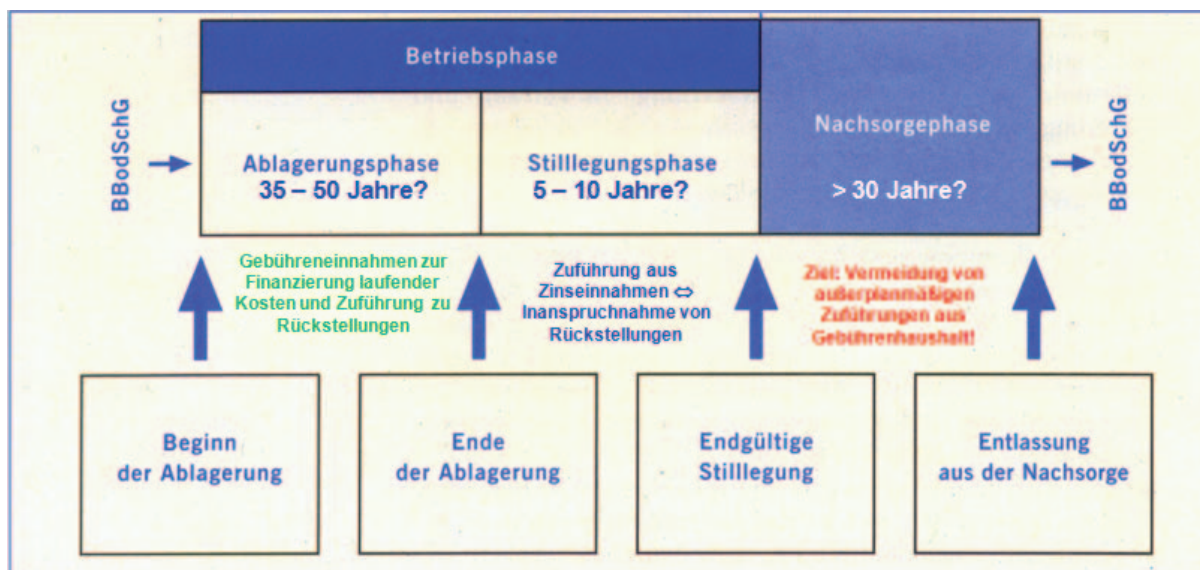 Betriebsphase
BBodSchG
Ablagerungsphase
35 – 50 Jahre?
Stilllegungsphase
5 – 10 Jahre?
Nachsorgephase
> 30 Jahre?
BBodSchG
Gebühreneinnahmen zur
Finanzierung laufender
Kosten und Zuführung zu
Rückstellungen
Zuführung aus
Zinseinnahmen ⇔
Inanspruchnahme von
Rückstellungen
Ziel: Vermeidung von
außerplanmäßigen
Zuführungen aus
Gebührenhaushalt!
Beginn
der Ablagerung
Ende
der Ablagerung
Endgültige
Stilllegung
Entlassung
aus der Nachsorge